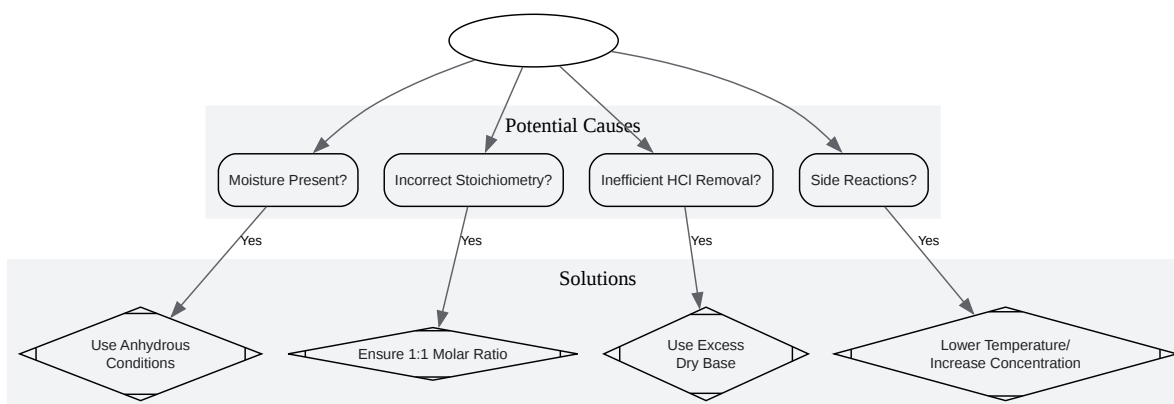 Potential Causes
Moisture Present?
Incorrect Stoichiometry?
Inefficient HCl Removal?
Side Reactions?
Yes
Yes
Yes
Yes
Solutions
Use Anhydrous
Conditions
Ensure 1:1 Molar Ratio
Use Excess
Dry Base
Lower Temperature/
Increase Concentration